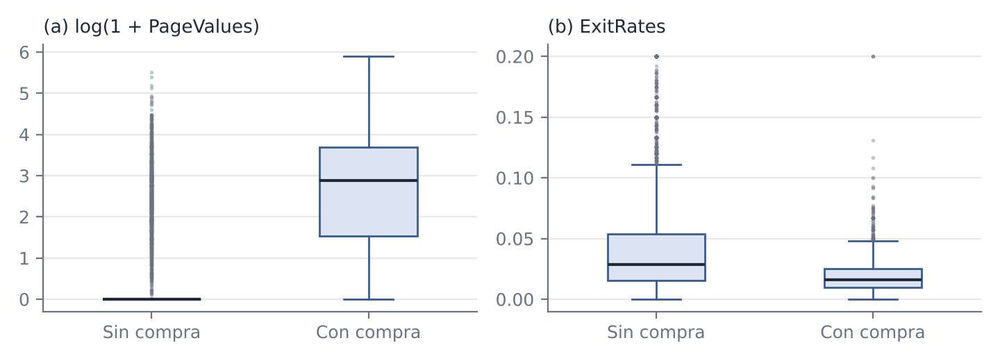 (a) log(1 + PageValues)
6
5
4
3
2
1
0
Sin compra
Con compra
(b) ExitRates
0.20
0.15
0.10
0.05
0.00
Sin compra
Con compra